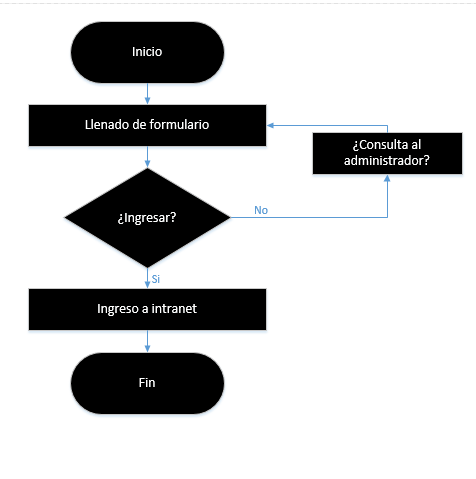 Inicio
Llenado de formulario
¿Consulta al
administrador?
¿Ingresar?
No
Si
Ingreso a intranet
Fin